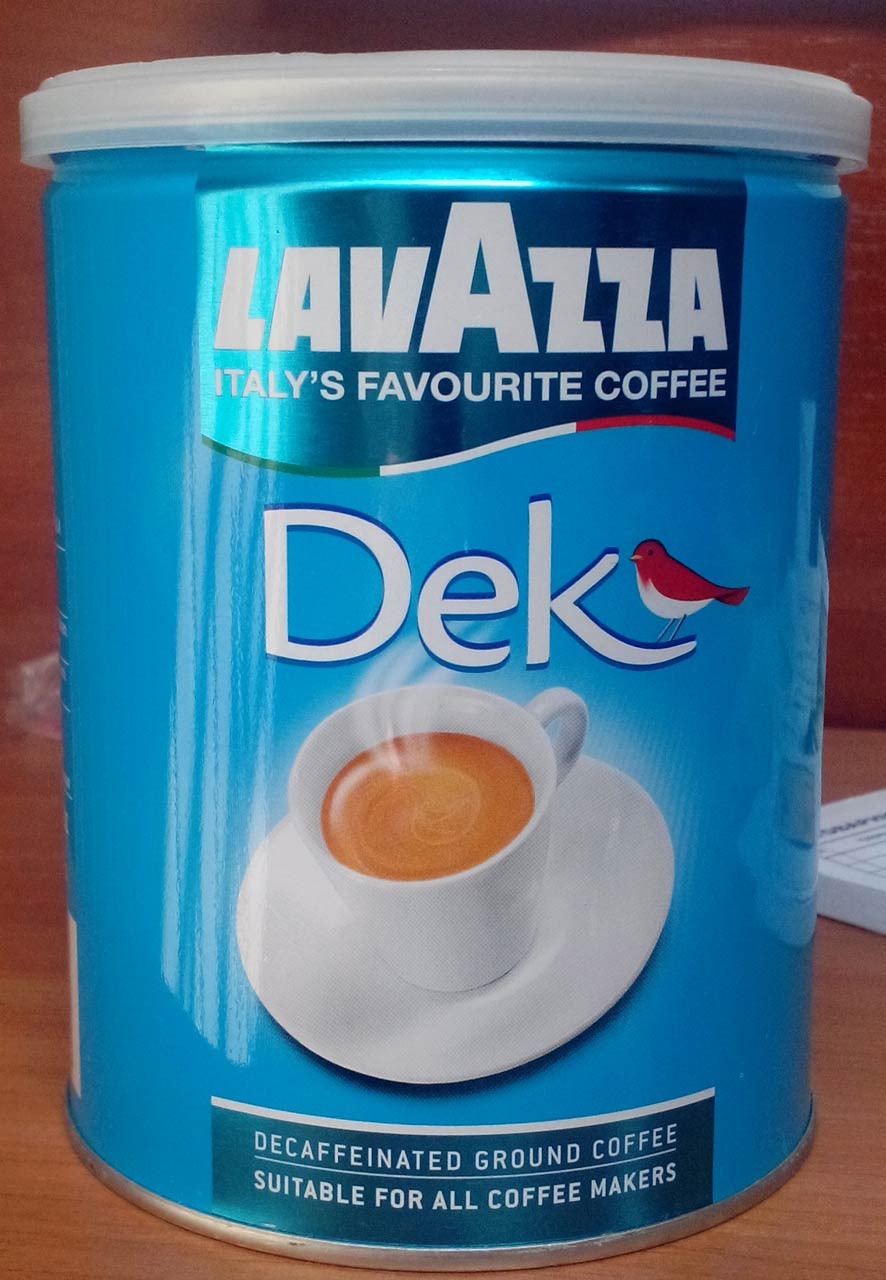 LAVAZZA
ITALY'S FAVOURITE COFFEE
Dek
DECAFFEINATED GROUND COFFEE
SUITABLE FOR ALL COFFEE MAKERS